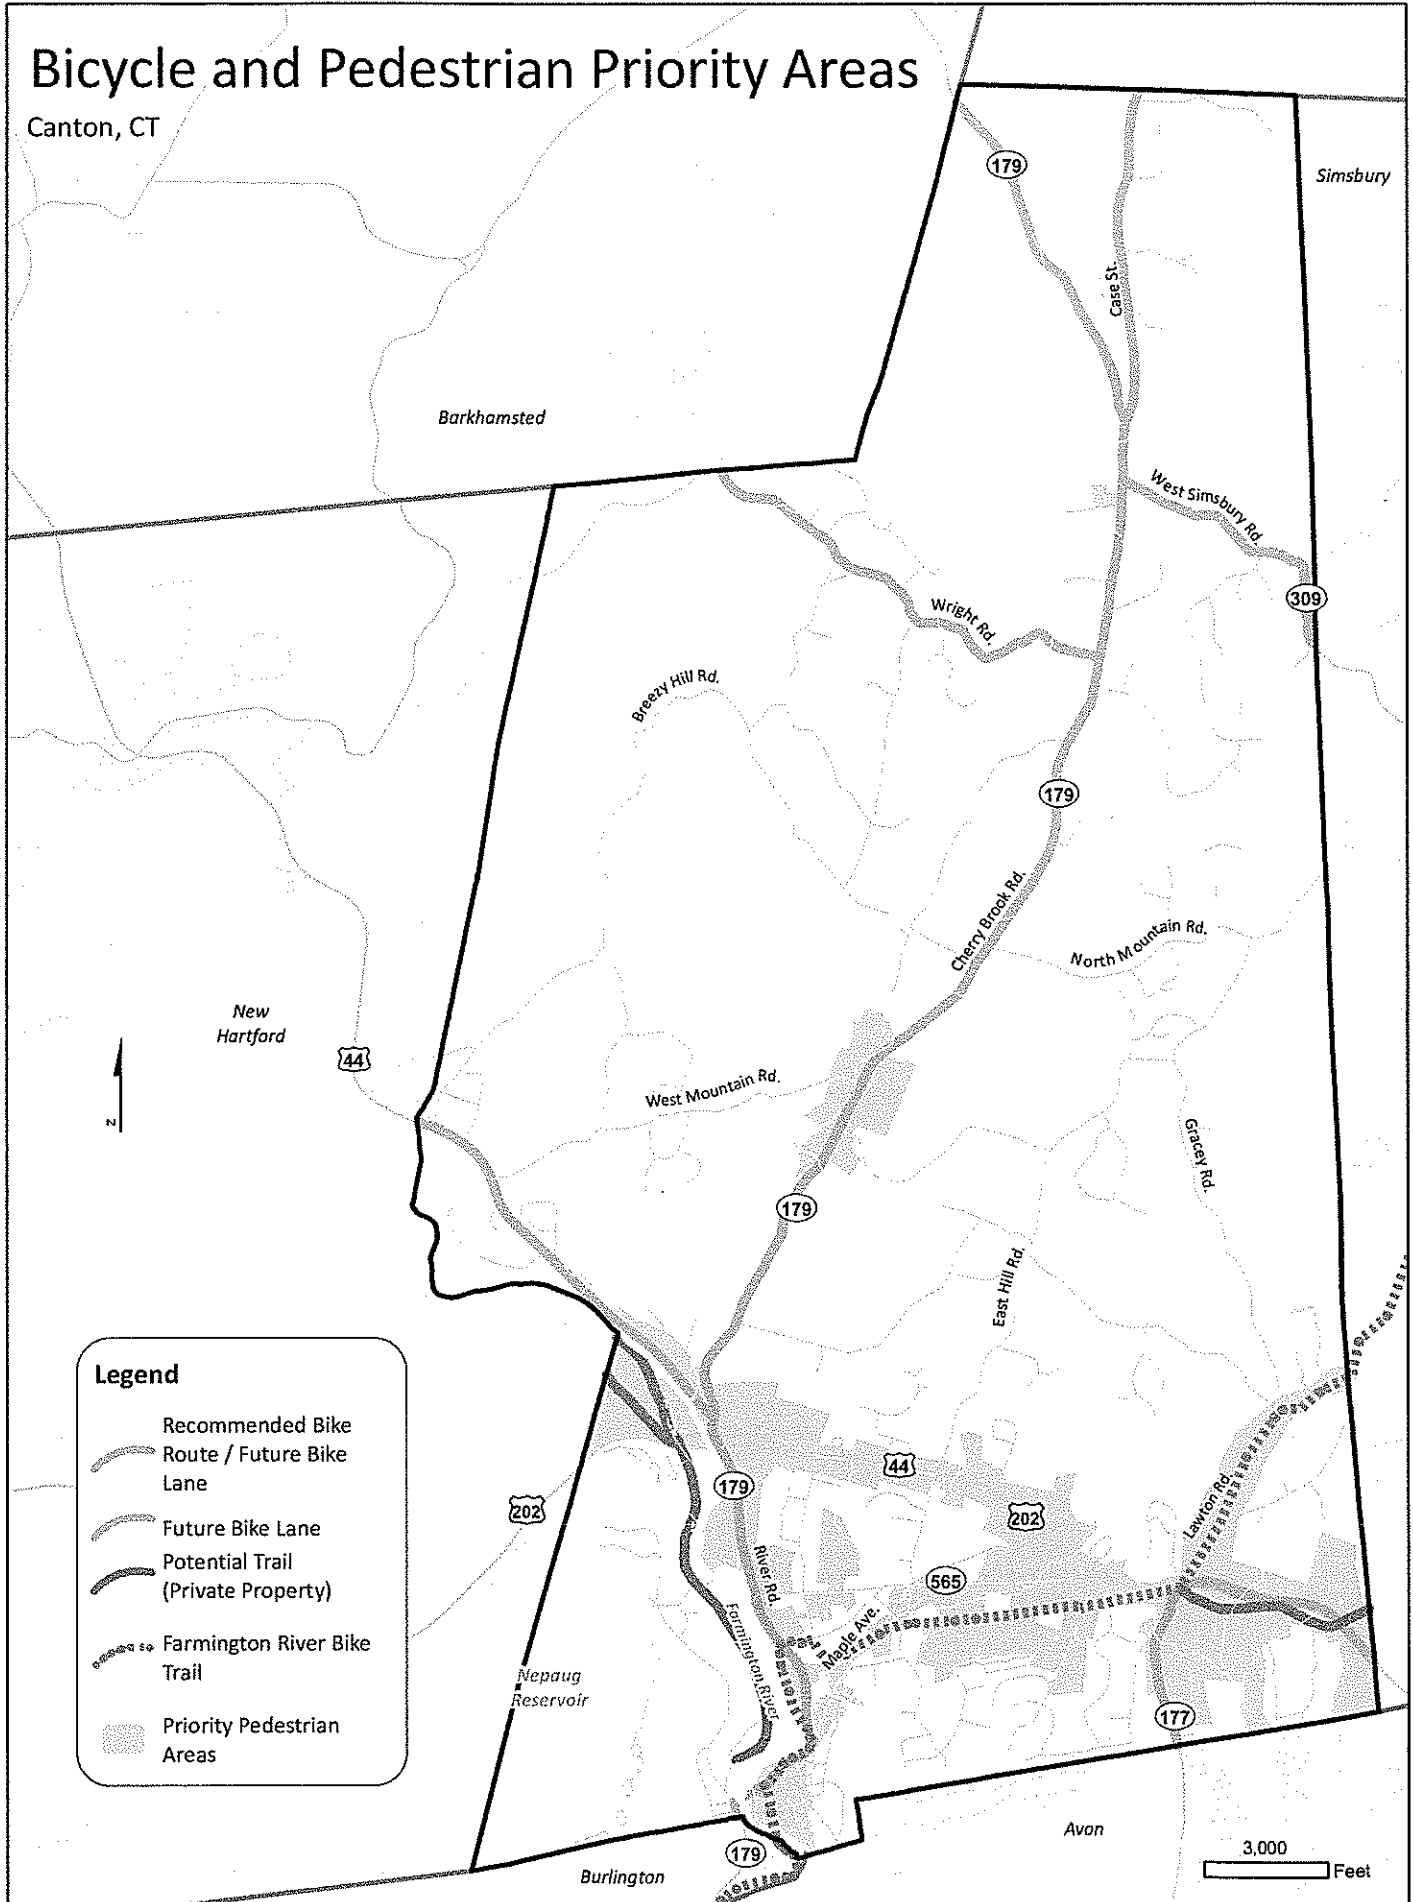 Bicycle and Pedestrian Priority Areas
Canton, CT
179
Simsbury
Case St.
Barkhamsted
West Simsbury Rd.
309
Wright Rd.
Breezy Hill Rd.
179
Cherry Brook Rd.
North Mountain Rd.
New
Hartford
44
N
West Mountain Rd.
Gracey Rd.
179
East Hill Rd.
Legend
Recommended Bike
Route / Future Bike
Lane
Future Bike Lane
Potential Trail
(Private Property)
Farmington River Bike
Trail
Priority Pedestrian
Areas
44
179
202
202
Lawton Rd.
River Rd.
565
Maple Ave.
Farmington River
Nepaug
Reservoir
177
Avon
179
Burlington
3,000
Feet